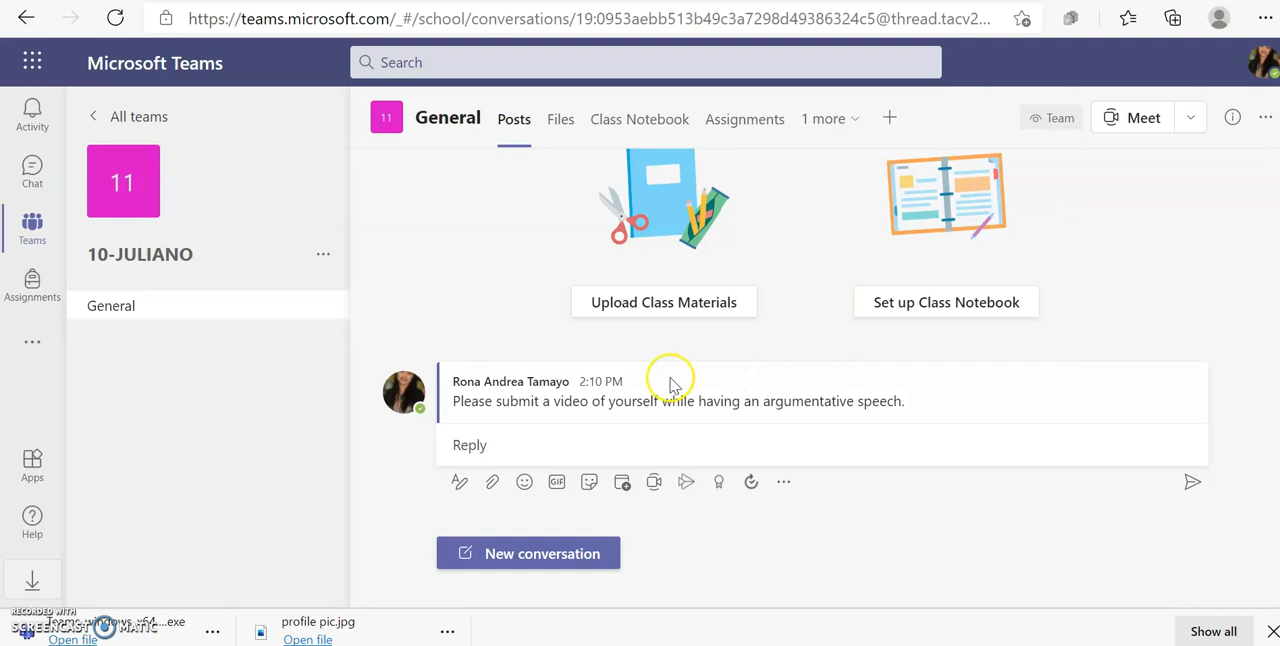 https://teams.microsoft.com/_#/school/conversations/19:0953aebb513b49c3a7298d49386324c5@thread.tacv2...
Microsoft Teams
Search
Activity
Chat
Teams
Assignments
Apps
Help
All teams
11
10-JULIANO
General
11
General
Posts
Files
Class Notebook
Assignments
1 more
Team
Meet
Upload Class Materials
Set up Class Notebook
Rona Andrea Tamayo 2:10 PM
Please submit a video of yourself while having an argumentative speech.
Reply
GIF
New conversation
RECORDED WITH
SCREENCAST MATIC
Teams_windows_x64....exe
Open file
profile pic.jpg
Open file
Show all